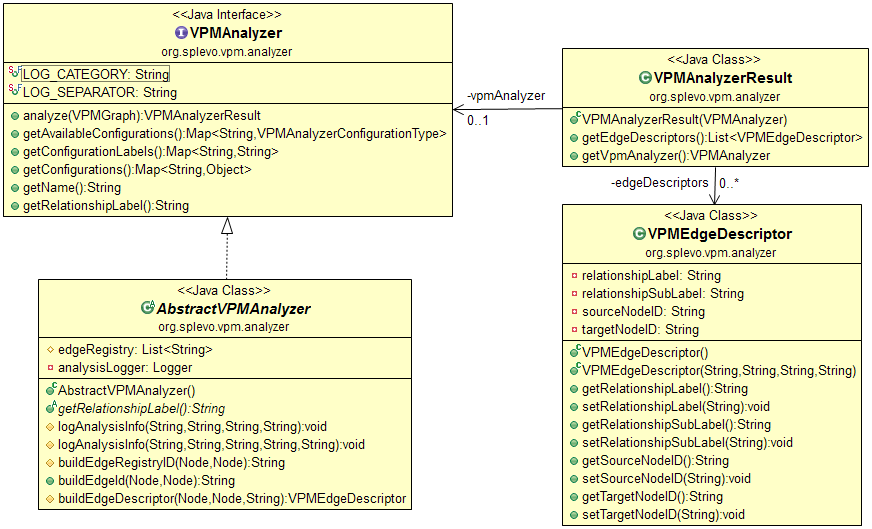 <<Java Interface>>
VPMAnalyzer
org.splevo.vpm.analyzer
LOG_CATEGORY: String
LOG_SEPARATOR: String
analyze(VPMGraph):VPMAnalyzerResult
getAvailableConfigurations():Map<String,VPMAnalyzerConfigurationType>
getConfigurationLabels():Map<String,String>
getConfigurations():Map<String,Object>
getName():String
getRelationshipLabel():String
-vpmAnalyzer
0..1
<<Java Class>>
VPMAnalyzerResult
org.splevo.vpm.analyzer
VPMAnalyzerResult(VPMAnalyzer)
getEdgeDescriptors():List<VPMEdgeDescriptor>
getVpmAnalyzer():VPMAnalyzer
-edgeDescriptors
0..*
<<Java Class>>
AbstractVPMAnalyzer
org.splevo.vpm.analyzer
edgeRegistry: List<String>
analysisLogger: Logger
AbstractVPMAnalyzer()
getRelationshipLabel():String
logAnalysisInfo(String,String,String,String):void
logAnalysisInfo(String,String,String,String,String):void
buildEdgeRegistryID(Node,Node):String
buildEdgeId(Node,Node):String
buildEdgeDescriptor(Node,Node,String):VPMEdgeDescriptor
<<Java Class>>
VPMEdgeDescriptor
org.splevo.vpm.analyzer
relationshipLabel: String
relationshipSubLabel: String
sourceNodeID: String
targetNodeID: String
VPMEdgeDescriptor()
VPMEdgeDescriptor(String,String,String,String)
getRelationshipLabel():String
setRelationshipLabel(String):void
getRelationshipSubLabel():String
setRelationshipSubLabel(String):void
getSourceNodeID():String
setSourceNodeID(String):void
getTargetNodeID():String
setTargetNodeID(String):void